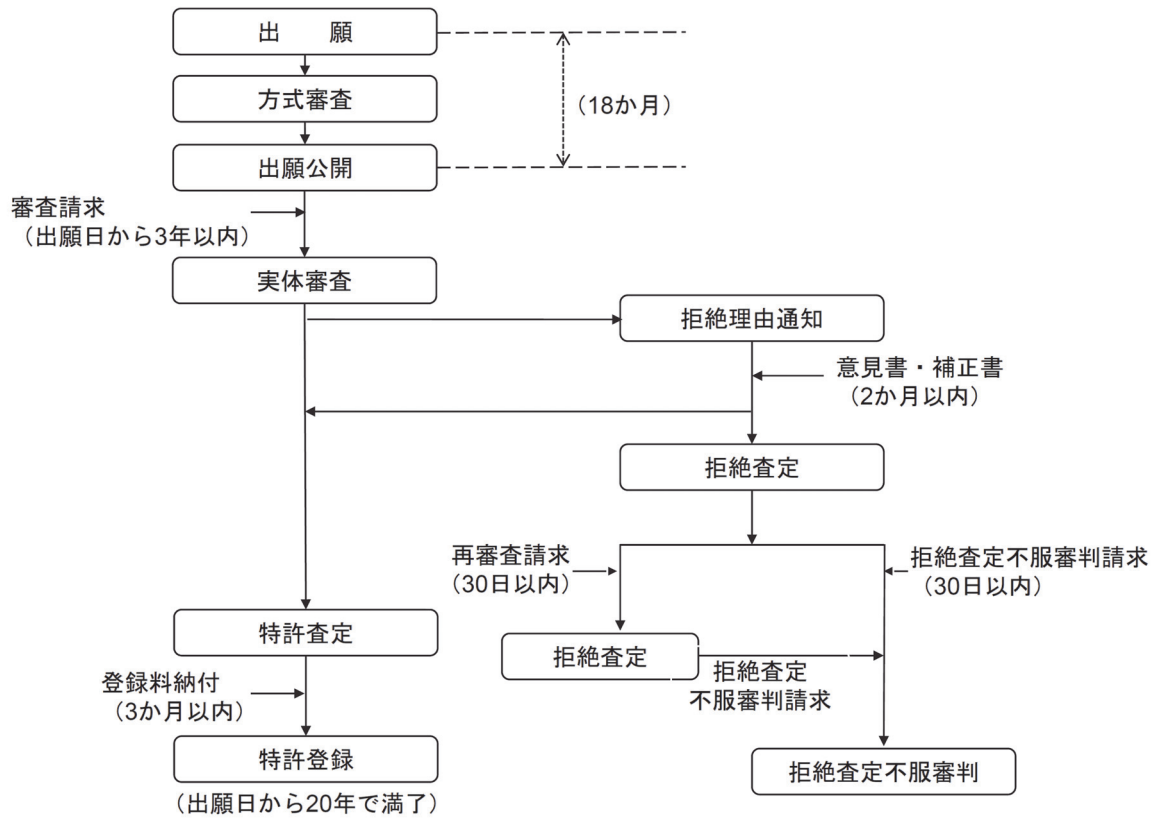 出　　願
(18か月)
方式審査
出願公開
審査請求
(出願日から3年以内)
実体審査
拒絶理由通知
意見書・補正書
(2か月以内)
拒絶査定
再審査請求
(30日以内)
拒絶査定不服審判請求
(30日以内)
特許査定
拒絶査定
拒絶査定
不服審判請求
登録料納付
(3か月以内)
特許登録
(出願日から20年で満了)
拒絶査定不服審判